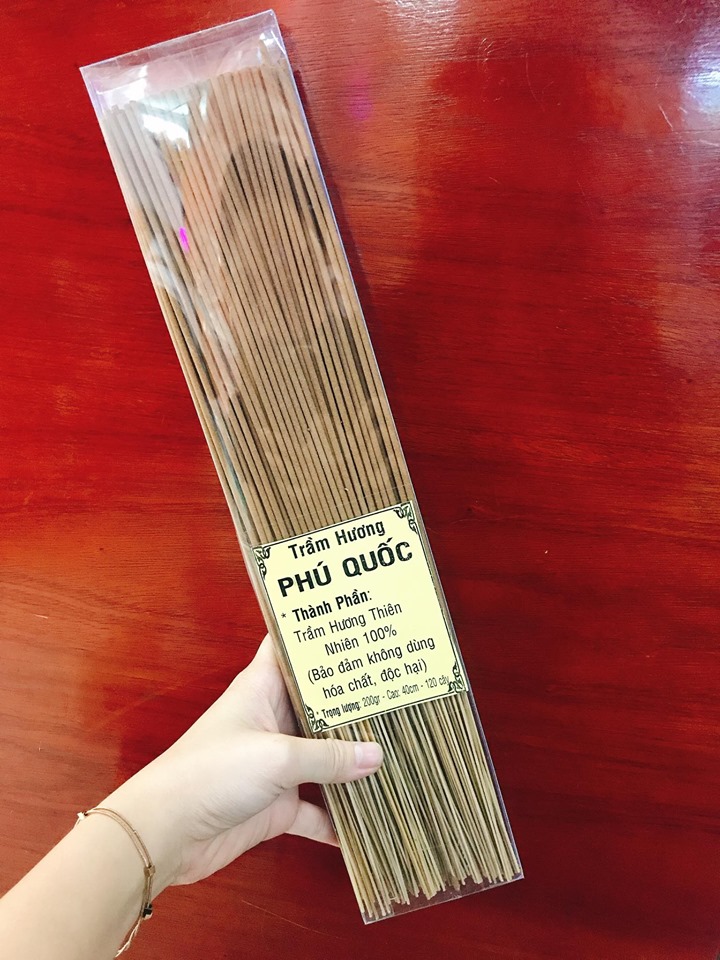 Trầm Hương
PHÚ QUỐC
* Thành Phần:
Trầm Hương Thiên
Nhiên 100%
(Bảo đảm không dùng
hóa chất, độc hại)
* Trọng lượng: 200gr - Cao: 40cm - 120 cây